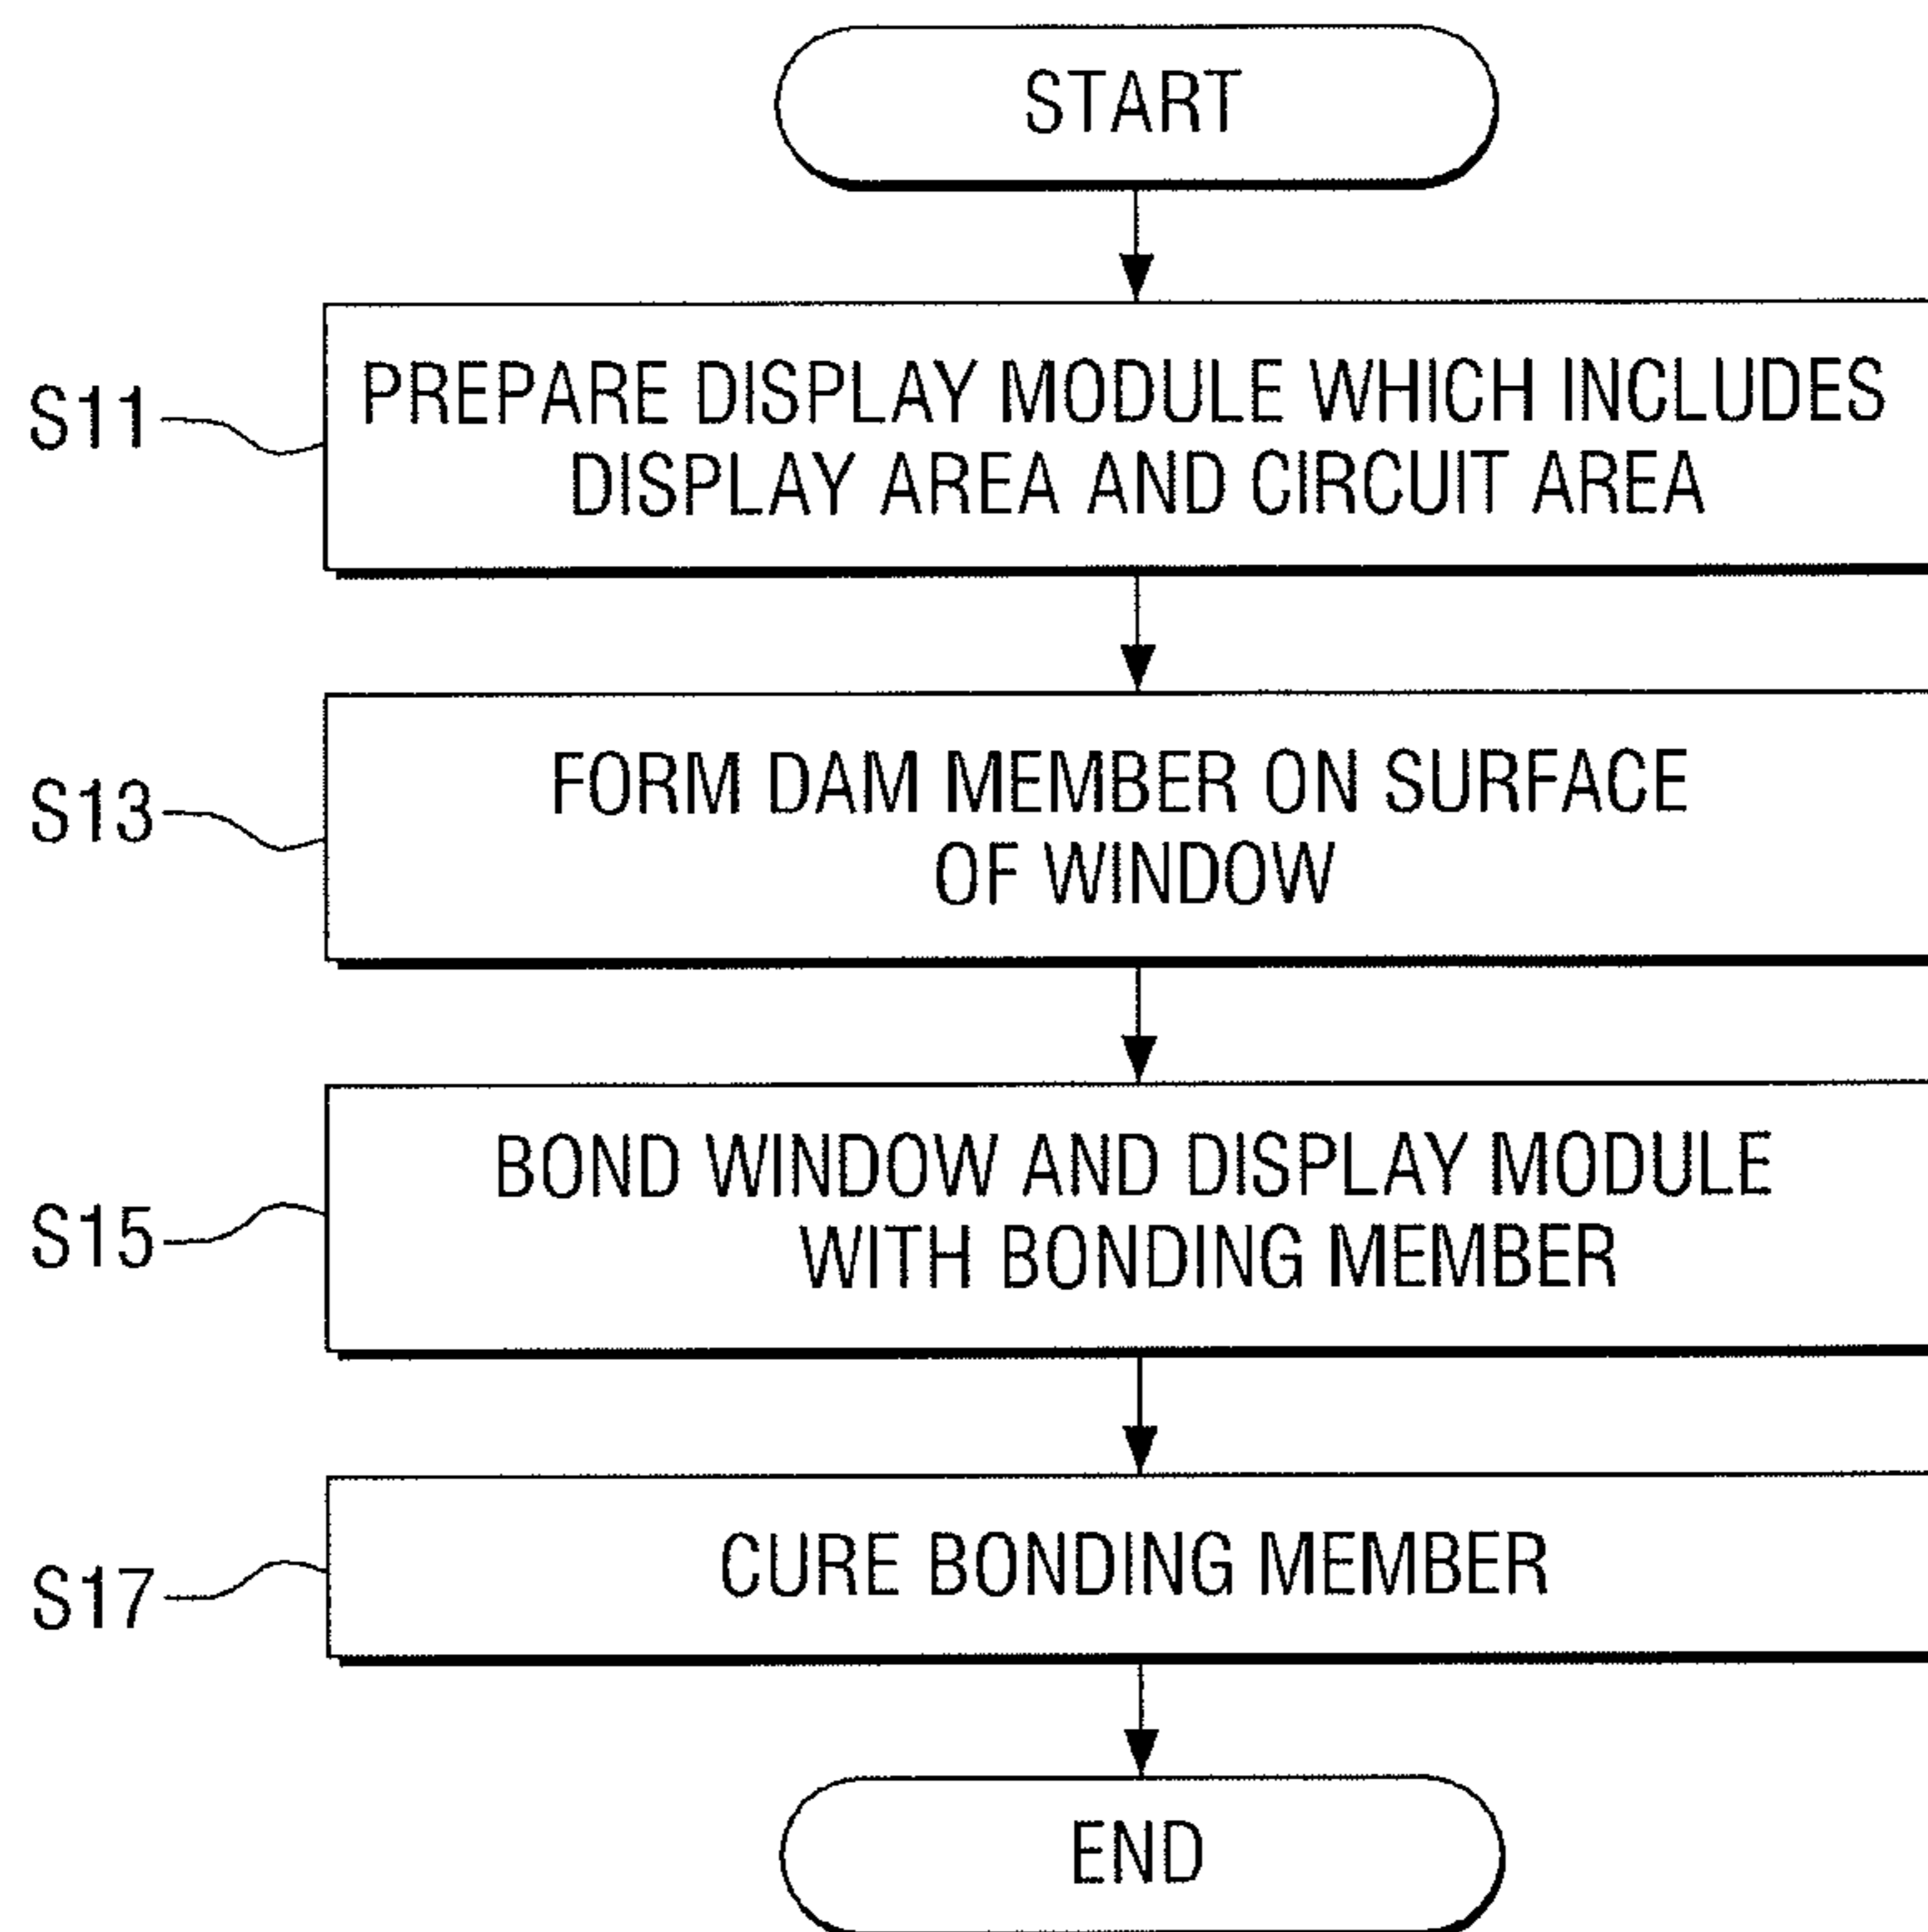 START
S11
PREPARE DISPLAY MODULE WHICH INCLUDES
DISPLAY AREA AND CIRCUIT AREA
S13
FORM DAM MEMBER ON SURFACE
OF WINDOW
S15
BOND WINDOW AND DISPLAY MODULE
WITH BONDING MEMBER
S17
CURE BONDING MEMBER
END